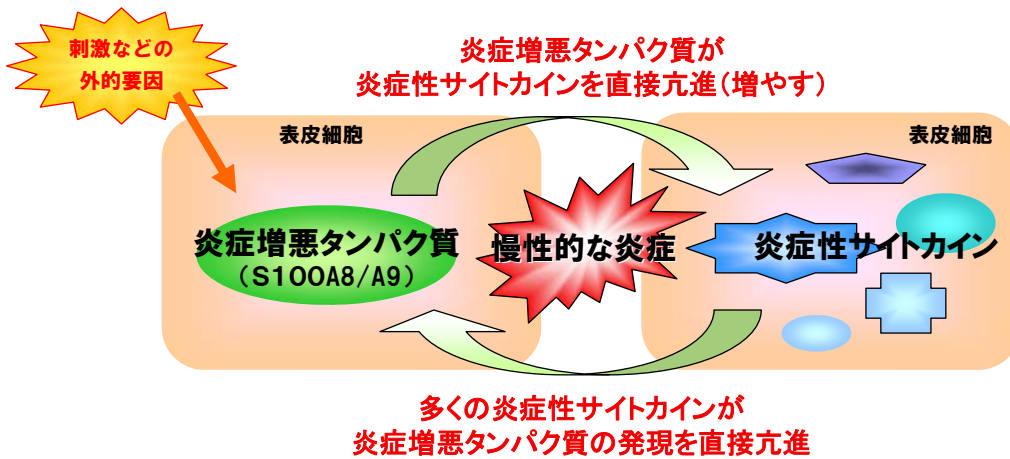 刺激などの
外的要因
炎症増悪タンパク質が
炎症性サイトカインを直接亢進(増やす)
表皮細胞
表皮細胞
炎症増悪タンパク質
(S100A8/A9)
慢性的な炎症
炎症性サイトカイン
多くの炎症性サイトカインが
炎症増悪タンパク質の発現を直接亢進